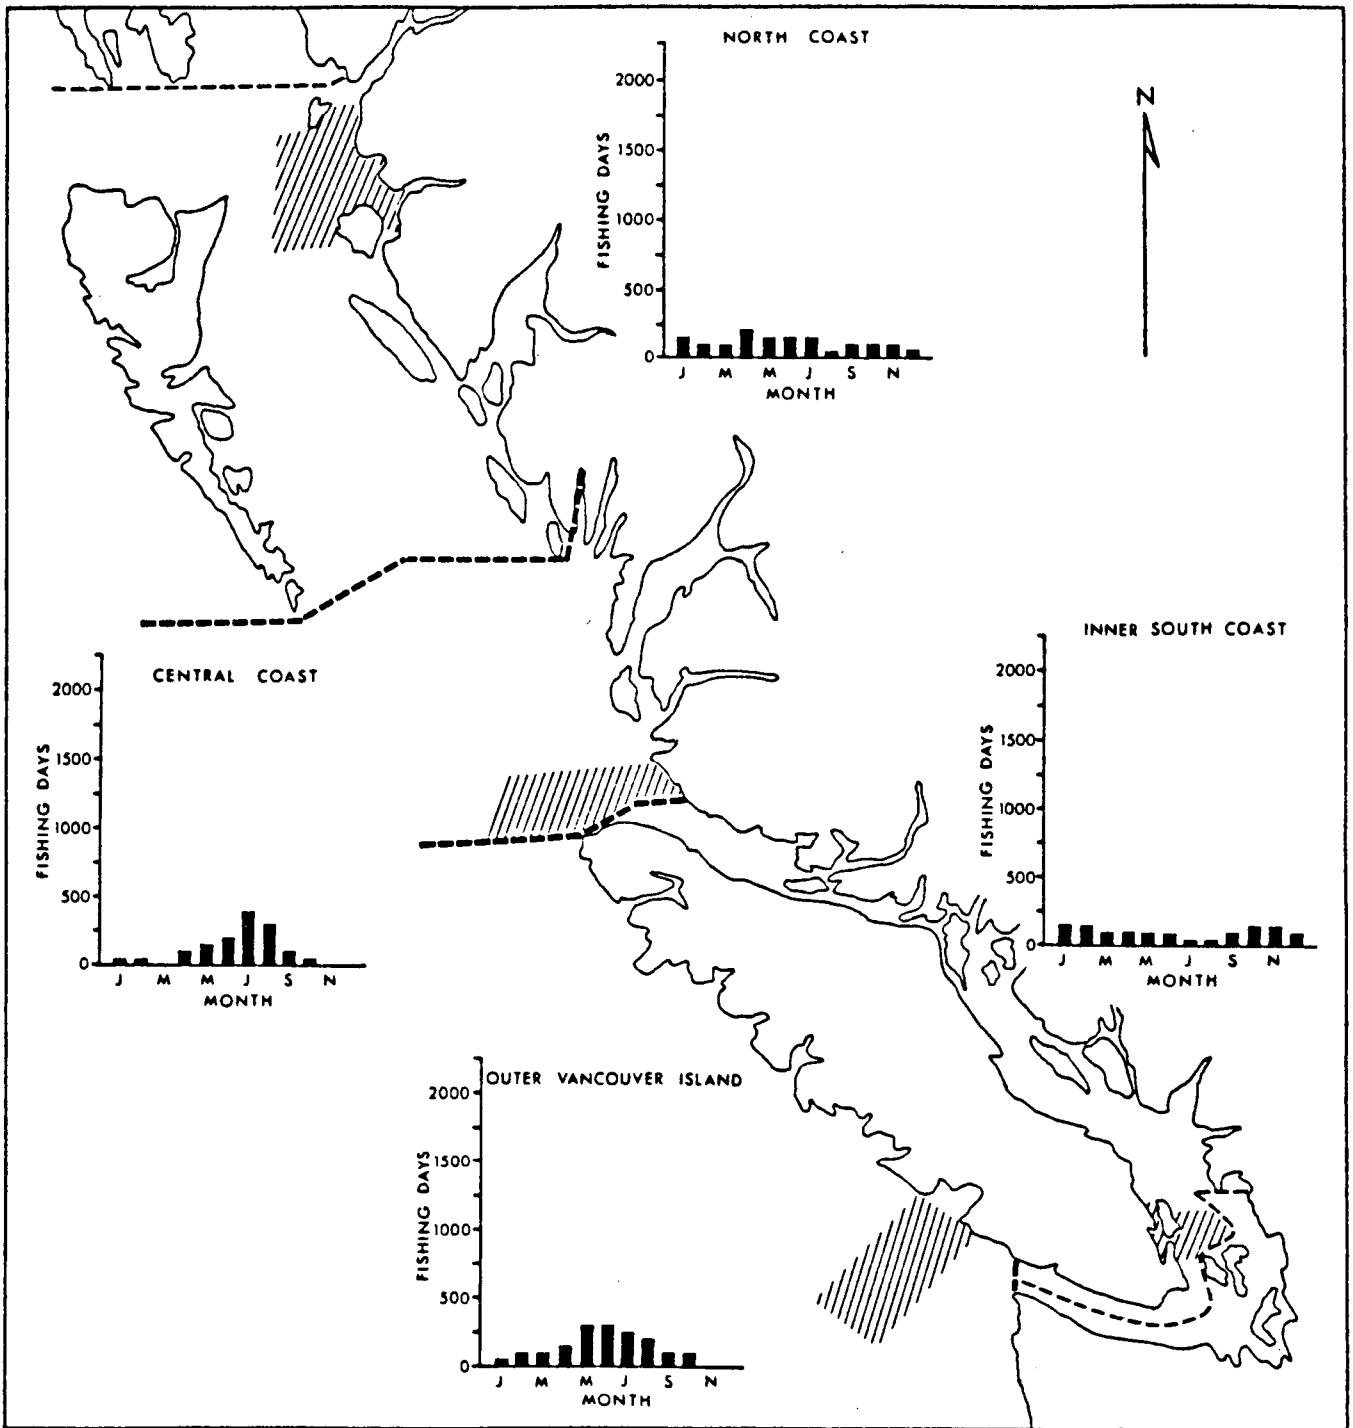 NORTH COAST
2000
1500
1000
500
0
FISHING DAYS
J M M J S N
MONTH
N
CENTRAL COAST
2000
1500
1000
500
0
FISHING DAYS
J M M J S N
MONTH
INNER SOUTH COAST
2000
1500
1000
500
0
FISHING DAYS
J M M J S N
MONTH
OUTER VANCOUVER ISLAND
2000
1500
1000
500
0
FISHING DAYS
J M M J S N
MONTH